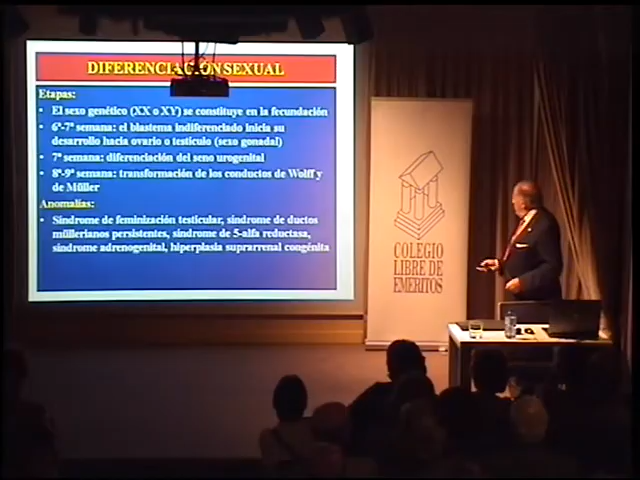 DIFERENCIACIÓN SEXUAL
Etapas:
• El sexo genético (XX o XY) se constituye en la fecundación
• 6ª-7ª semana: el blastema indiferenciado inicia su
desarrollo hacia ovario o testículo (sexo gonadal)
• 7ª semana: diferenciación del seno urogenital
• 8ª-9ª semana: transformación de los conductos de Wolff y
de Müller
Anomalías:
• Síndrome de feminización testicular, síndrome de ductos
müllerianos persistentes, síndrome de 5-alfa reductasa,
síndrome adrenogenital, hiperplasia suprarrenal congénita
COLEGIO
LIBRE DE
EMERITOS